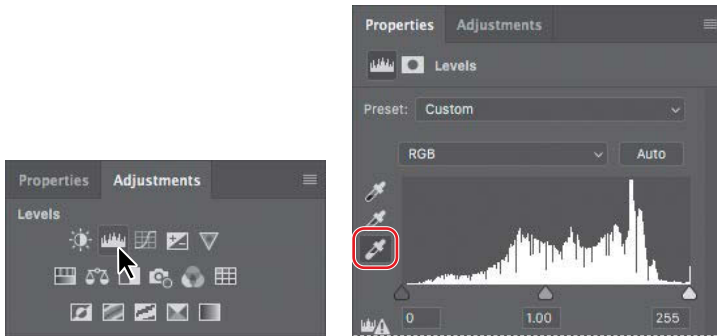 Properties Adjustments
Levels
Properties Adjustments
Levels
Preset: Custom
RGB Auto
0 1.00 255